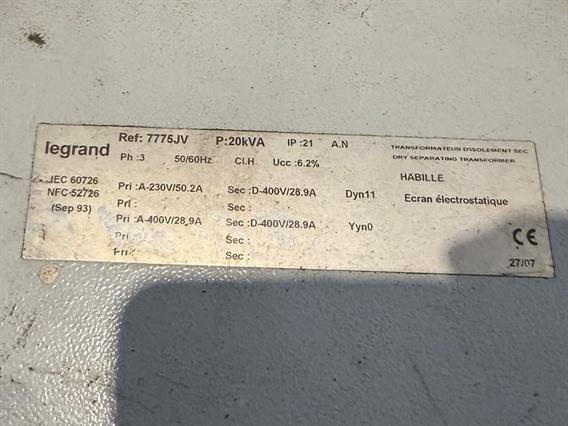 legrand
Ref: 7775JV P:20kVA IP :21 A.N
Ph :3 50/60Hz Cl.H Ucc :6.2%
TRANSFORMATEUR D'ISOLEMENT SEC
DRY SEPARATING TRANSFORMER
IEC 60726
NFC 52726
(Sep 93)
Pri :A-230V/50.2A Sec :D-400V/28.9A Dyn11
Pri : Sec :
Pri :A-400V/28,9A Sec :D-400V/28.9A Yyn0
Pri : Sec :
Pri : Sec :
HABILLE
Ecran électrostatique
CE
27/07